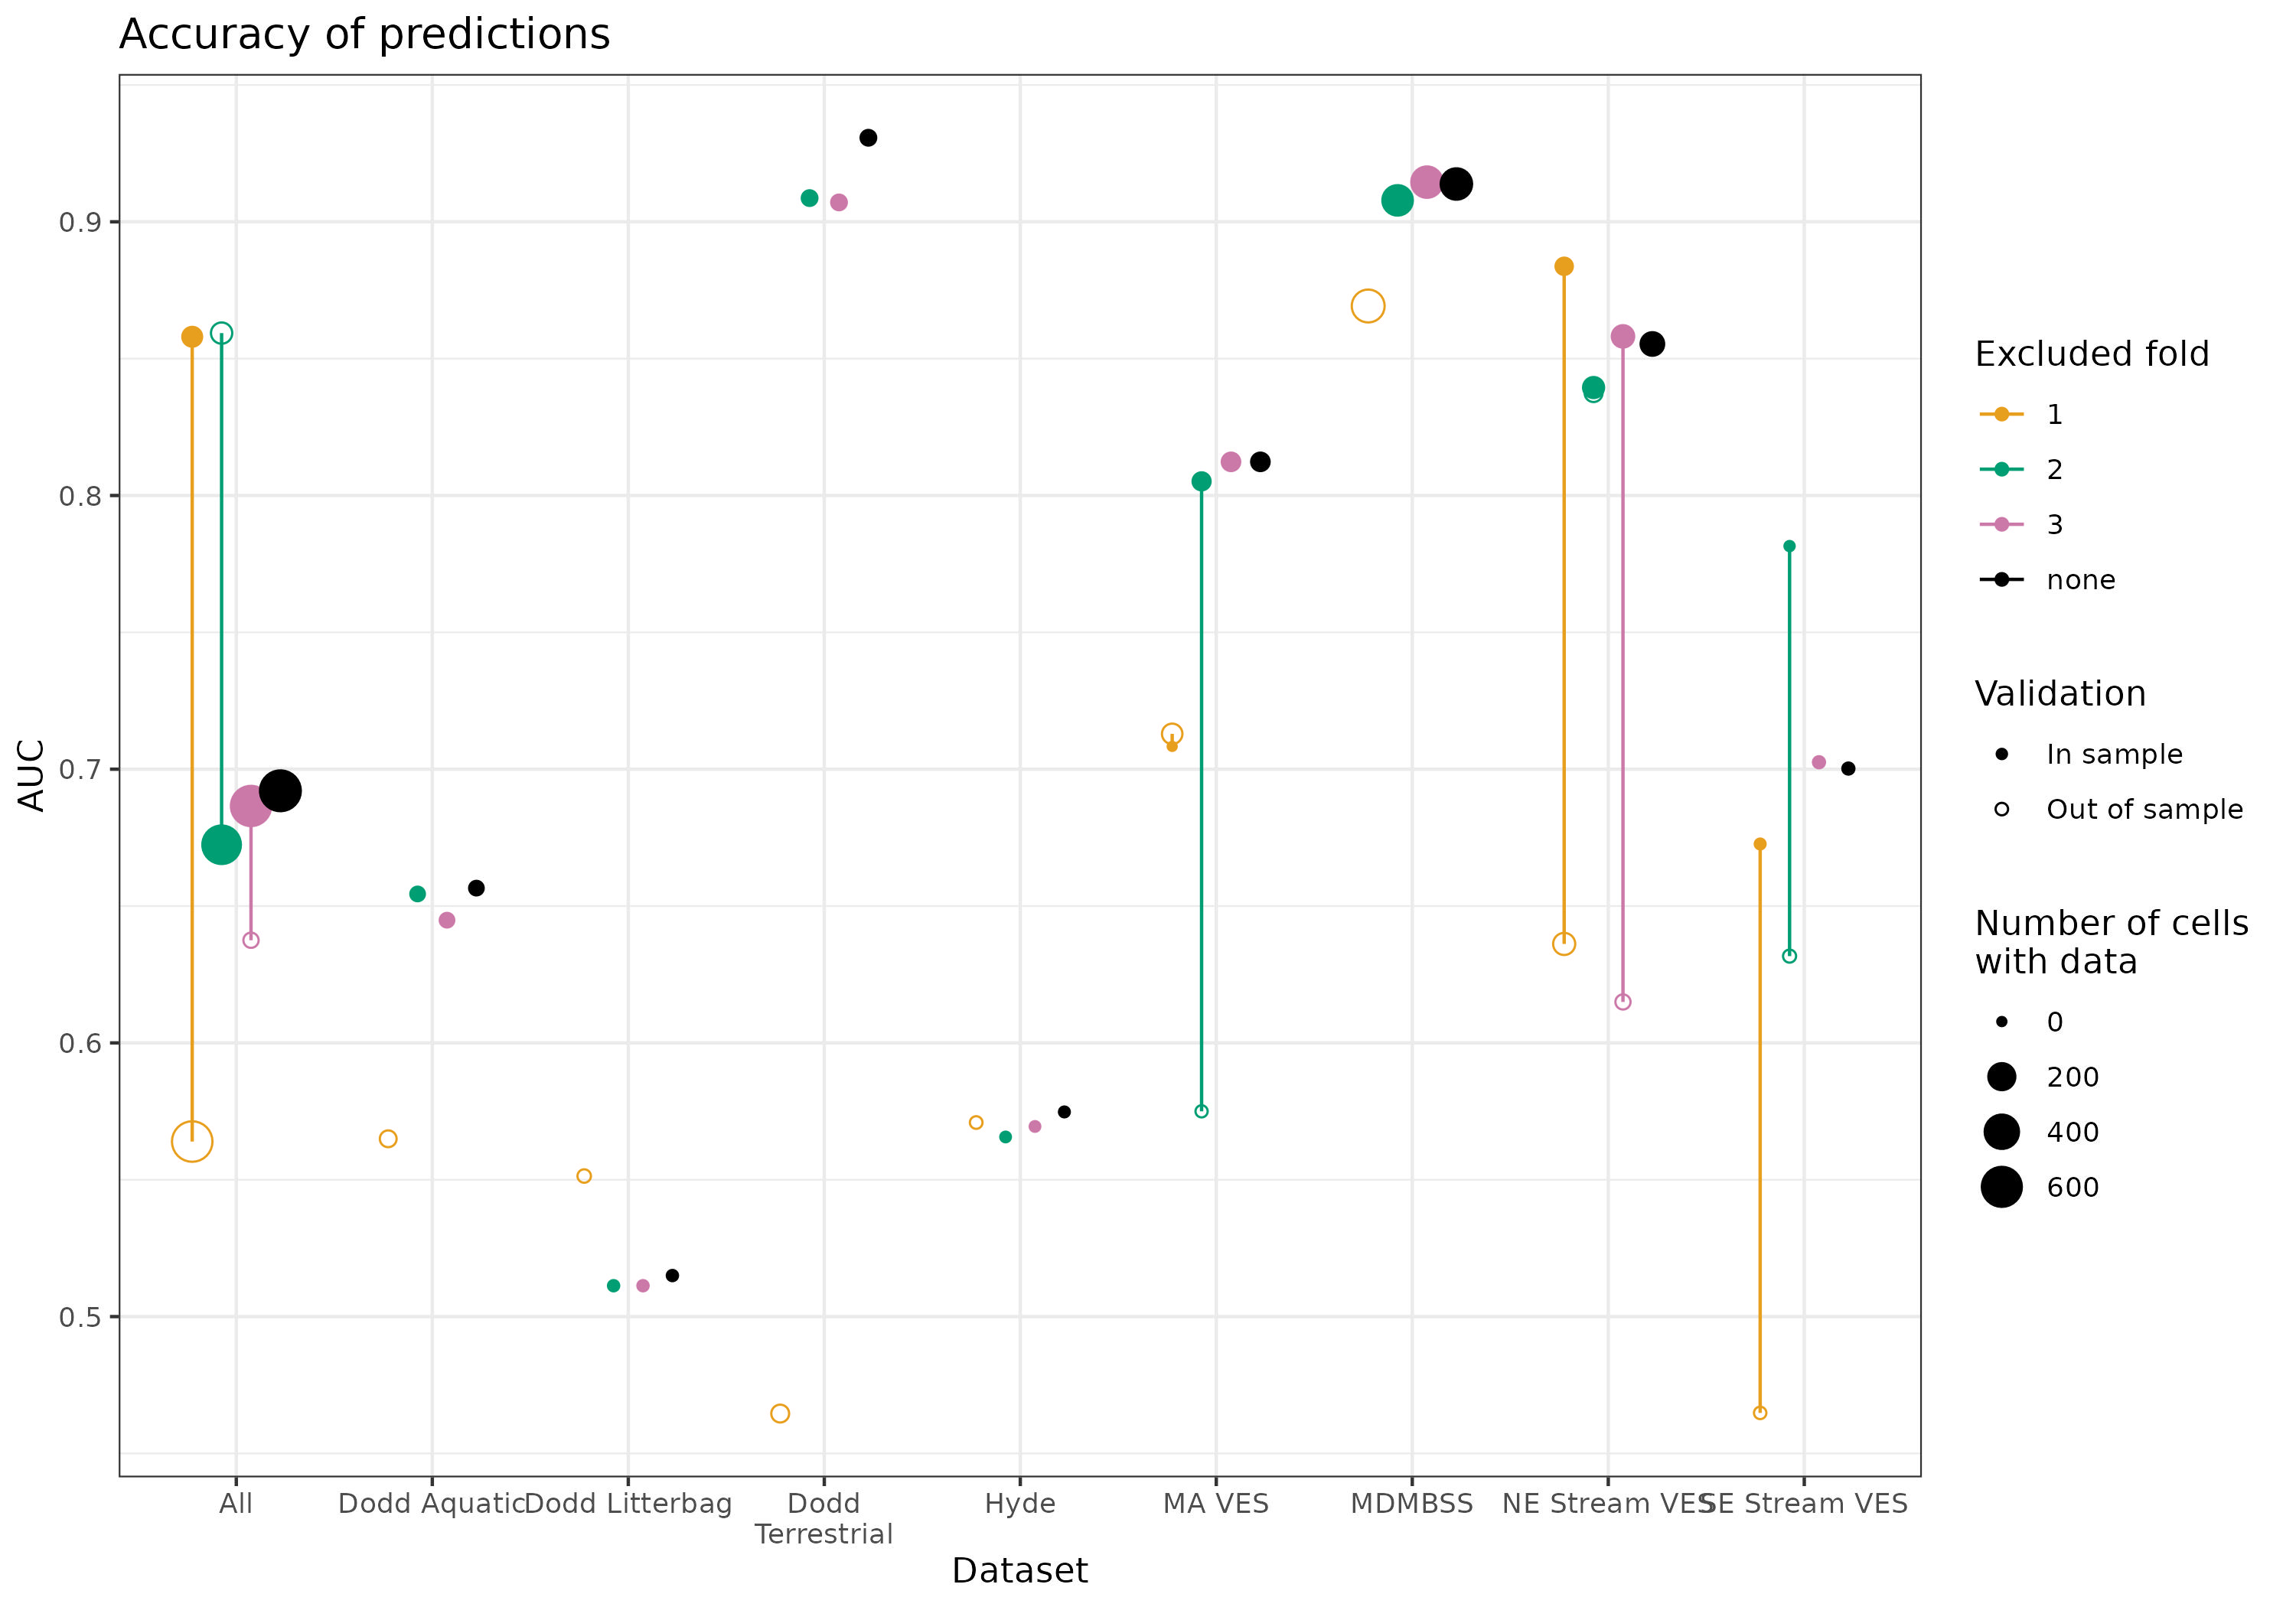 Accuracy of predictions
AUC
0.9
0.8
0.7
0.6
0.5
All
Dodd Aquatic
Dodd Litterbag
Dodd
Terrestrial
Hyde
MA VES
MDMBSS
NE Stream VES
SE Stream VES
Dataset
Excluded fold
1
2
3
none
Validation
In sample
Out of sample
Number of cells
with data
0
200
400
600